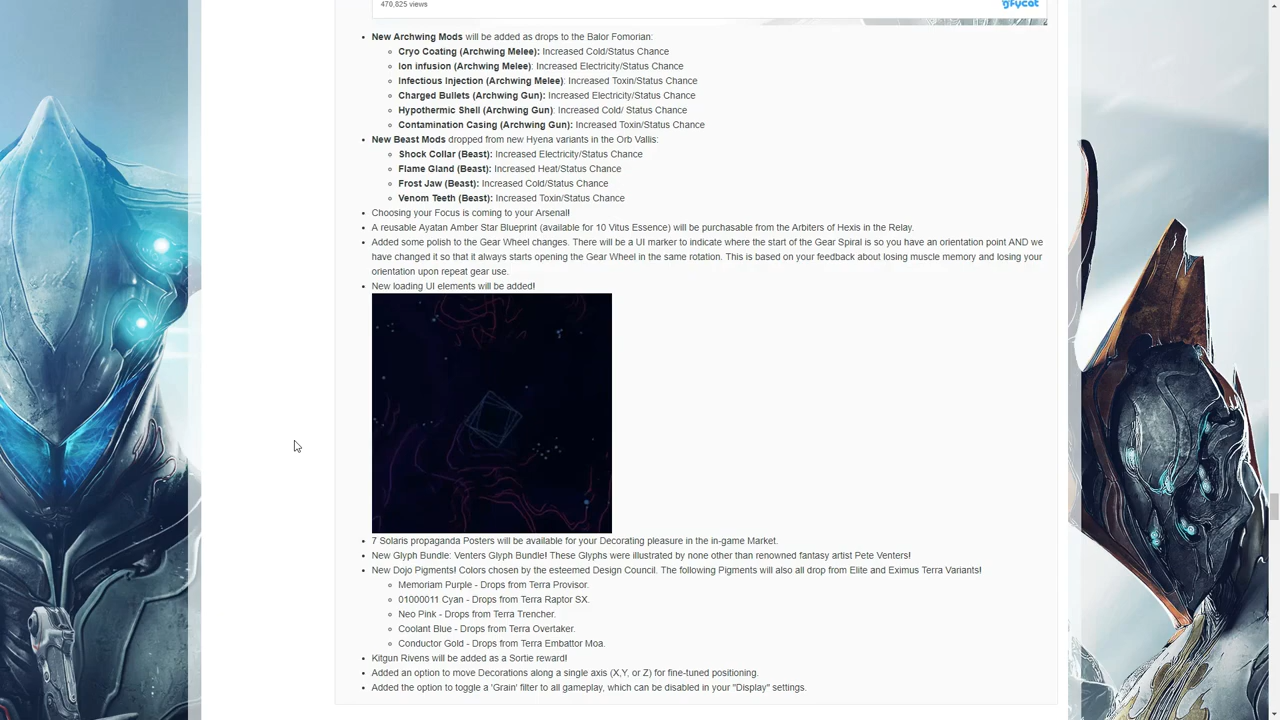 470,825 views
gfycat
New Archwing Mods will be added as drops to the Balor Fomorian:
Cryo Coating (Archwing Melee): Increased Cold/Status Chance
Ion infusion (Archwing Melee): Increased Electricity/Status Chance
Infectious Injection (Archwing Melee): Increased Toxin/Status Chance
Charged Bullets (Archwing Gun): Increased Electricity/Status Chance
Hypothermic Shell (Archwing Gun): Increased Cold/ Status Chance
Contamination Casing (Archwing Gun): Increased Toxin/Status Chance
New Beast Mods dropped from new Hyena variants in the Orb Vallis:
Shock Collar (Beast): Increased Electricity/Status Chance
Flame Gland (Beast): Increased Heat/Status Chance
Frost Jaw (Beast): Increased Cold/Status Chance
Venom Teeth (Beast): Increased Toxin/Status Chance
Choosing your Focus is coming to your Arsenal!
A reusable Ayatan Amber Star Blueprint (available for 10 Vitus Essence) will be purchasable from the Arbiters of Hexis in the Relay.
Added some polish to the Gear Wheel changes. There will be a UI marker to indicate where the start of the Gear Spiral is so you have an orientation point AND we
have changed it so that it always starts opening the Gear Wheel in the same rotation. This is based on your feedback about losing muscle memory and losing your
orientation upon repeat gear use.
New loading UI elements will be added!
7 Solaris propaganda Posters will be available for your Decorating pleasure in the in-game Market.
New Glyph Bundle: Venters Glyph Bundle! These Glyphs were illustrated by none other than renowned fantasy artist Pete Venters!
New Dojo Pigments! Colors chosen by the esteemed Design Council. The following Pigments will also all drop from Elite and Eximus Terra Variants!
Memoriam Purple - Drops from Terra Provisor.
01000011 Cyan - Drops from Terra Raptor SX.
Neo Pink - Drops from Terra Trencher.
Coolant Blue - Drops from Terra Overtaker.
Conductor Gold - Drops from Terra Embattor Moa.
Kitgun Rivens will be added as a Sortie reward!
Added an option to move Decorations along a single axis (X,Y, or Z) for fine-tuned positioning.
Added the option to toggle a 'Grain' filter to all gameplay, which can be disabled in your "Display" settings.